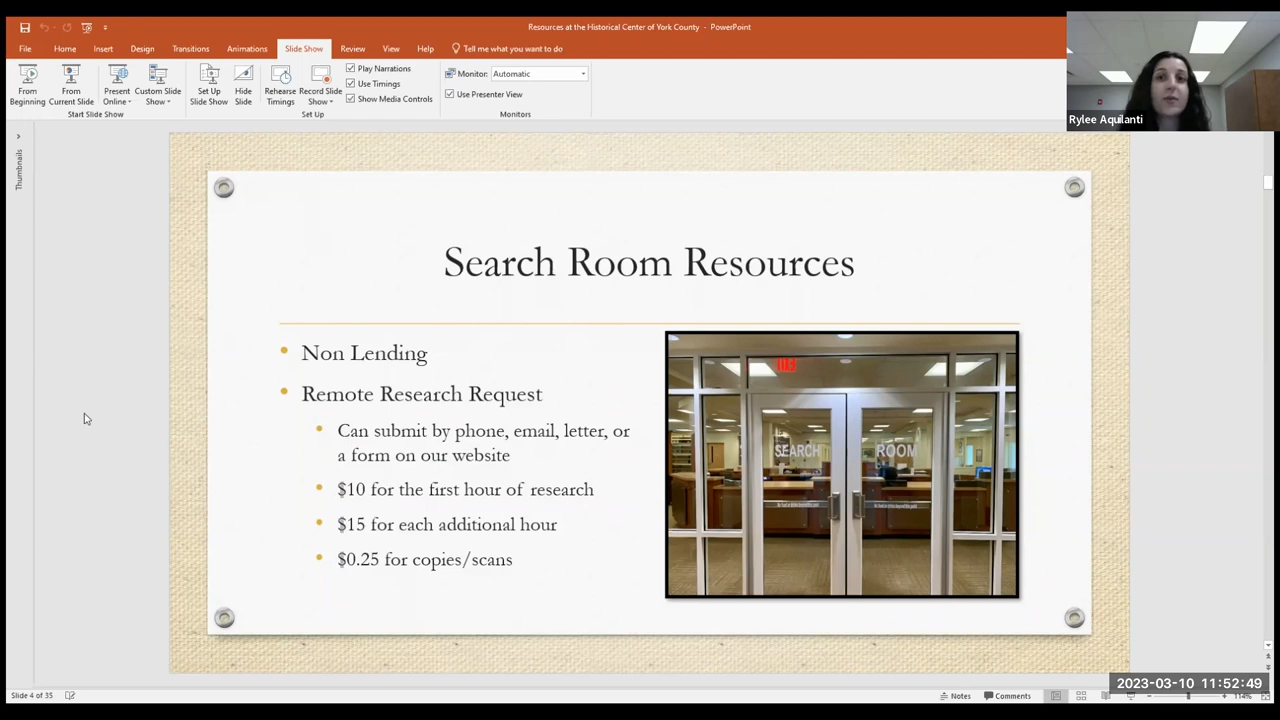 Resources at the Historical Center of York County - PowerPoint
File Home Insert Design Transitions Animations Slide Show Review View Help Tell me what you want to do
From Beginning
From Current Slide
Present Online
Custom Slide Show
Set Up Slide Show
Hide Slide
Rehearse Timings
Record Slide Show
Play Narrations
Use Timings
Show Media Controls
Monitor: Automatic
Use Presenter View
Start Slide Show
Set Up
Monitors
Rylee Aquilanti
Thumbnails
Search Room Resources
Non Lending
Remote Research Request
Can submit by phone, email, letter, or
a form on our website
$10 for the first hour of research
$15 for each additional hour
$0.25 for copies/scans
SEARCH ROOM
2023-03-10 11:52:49
Slide 4 of 35
Notes
Comments
114%